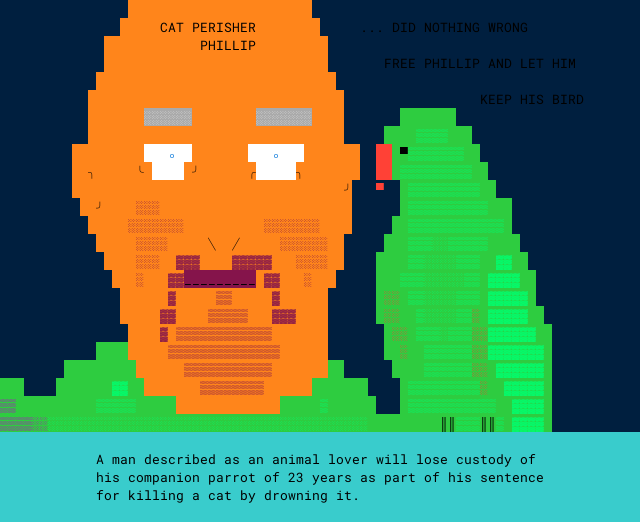 CAT PERISHER
PHILLIP
... DID NOTHING WRONG
FREE PHILLIP AND LET HIM
KEEP HIS BIRD
A man described as an animal lover will lose custody of
his companion parrot of 23 years as part of his sentence
for killing a cat by drowning it.